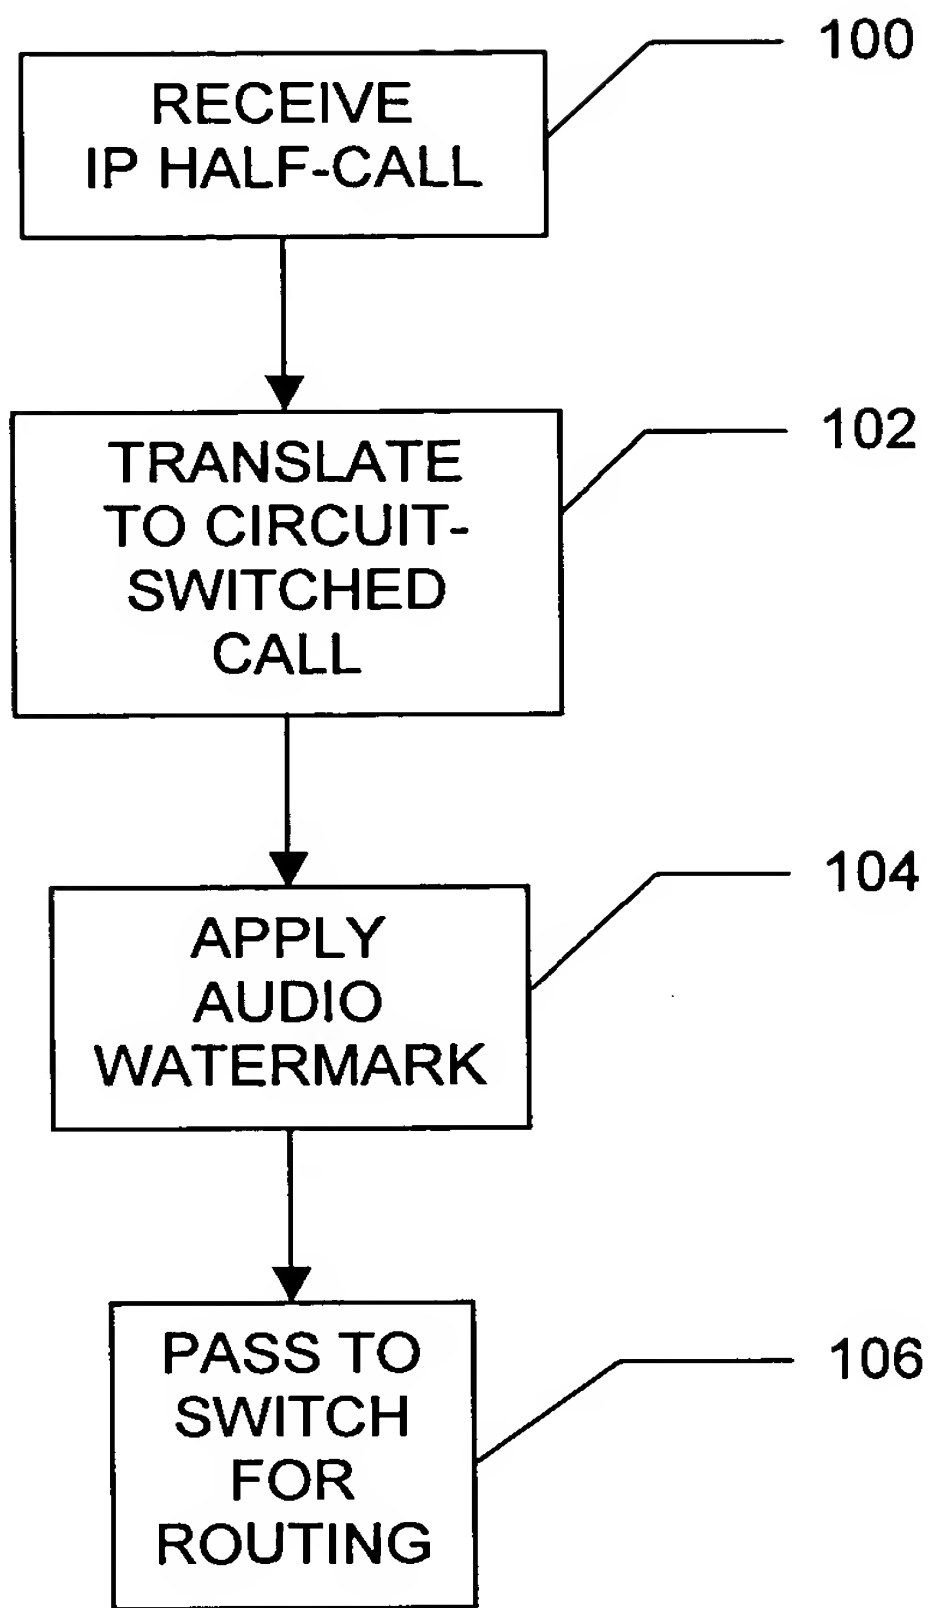 100
RECEIVE
IP HALF-CALL
102
TRANSLATE
TO CIRCUIT-
SWITCHED
CALL
104
APPLY
AUDIO
WATERMARK
106
PASS TO
SWITCH
FOR
ROUTING